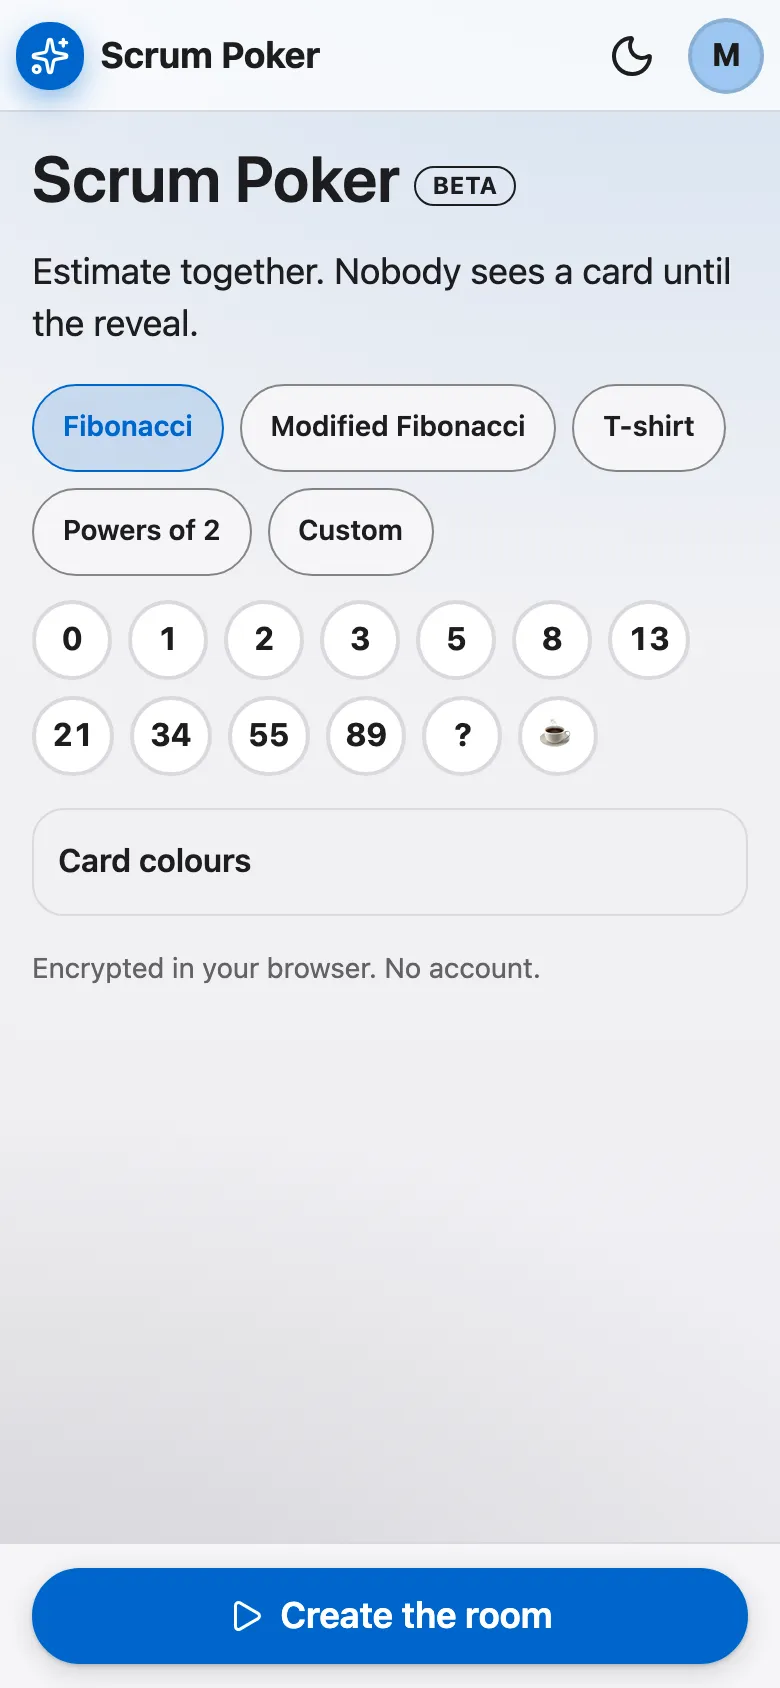 Scrum Poker
M
Scrum Poker BETA
Estimate together. Nobody sees a card until
the reveal.
Fibonacci Modified Fibonacci T-shirt
Powers of 2 Custom
0 1 2 3 5 8 13
21 34 55 89 ? ☕
Card colours
Encrypted in your browser. No account.
Create the room